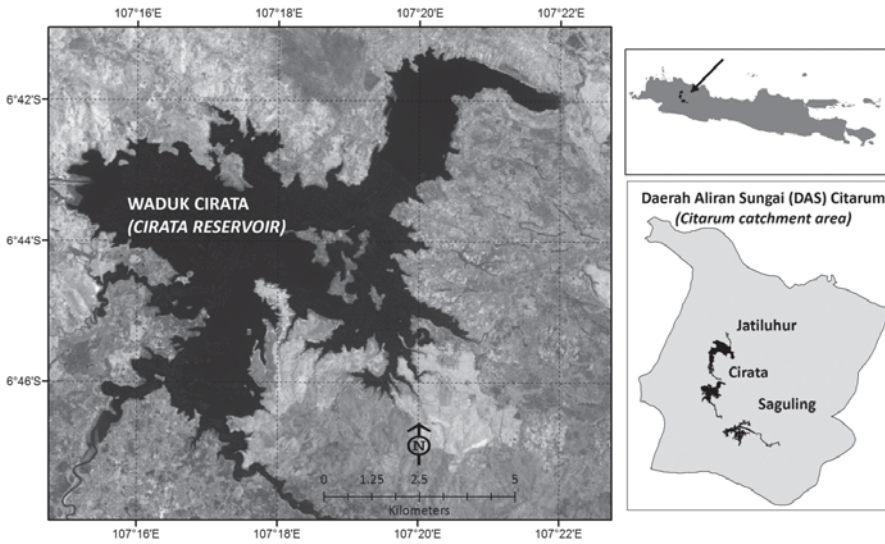 107°16'E 107°18'E 107°20'E 107°22'E
6°42'S
6°44'S
6°46'S
WADUK CIRATA
(CIRATA RESERVOIR)
N
0 1.25 2.5 5
Kilometers
107°16'E 107°18'E 107°20'E 107°22'E
Daerah Aliran Sungai (DAS) Citarum
(Citarum catchment area)
Jatiluhur
Cirata
Saguling